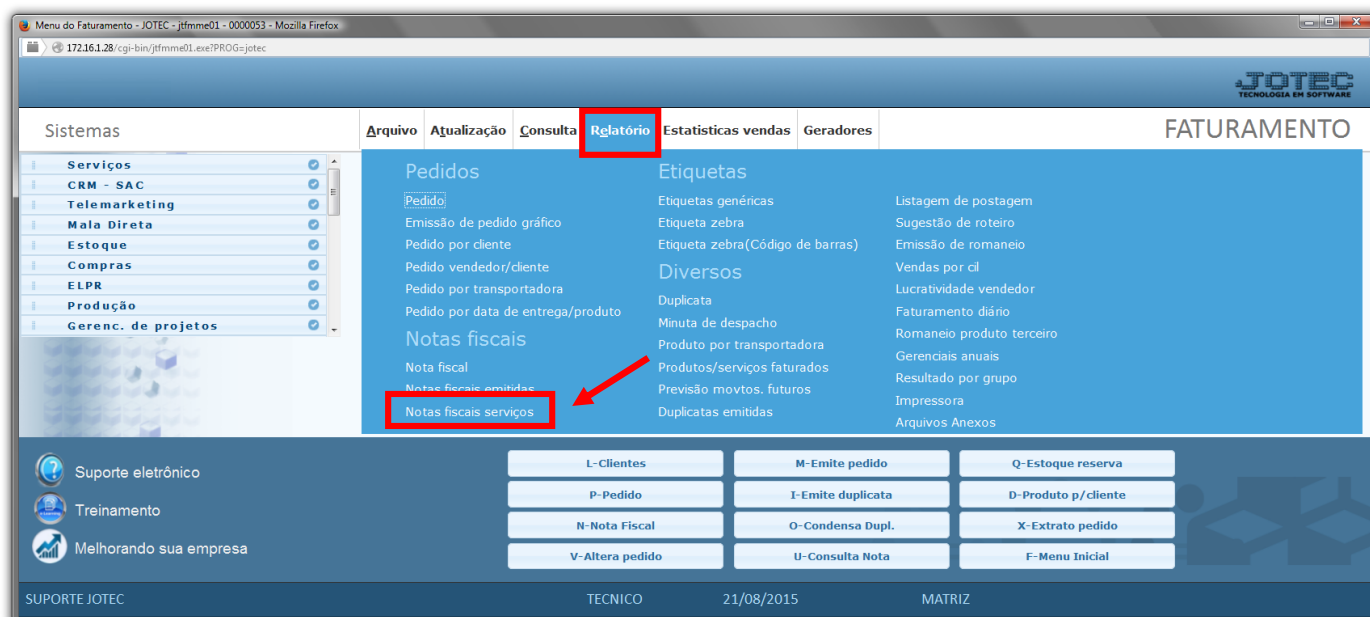 Menu do Faturamento - JOTEC - jtfmme01 - 0000053 - Mozilla Firefox
172.16.1.28/cgi-bin/jtfmme01.exe?PROG=jotec
JOTEC
TECNOLOGIA EM SOFTWARE
Sistemas
Arquivo Atualização Consulta Relatório Estatisticas vendas Geradores
FATURAMENTO
Serviços
CRM - SAC
Telemarketing
Mala Direta
Estoque
Compras
ELPR
Produção
Gerenc. de projetos
Pedidos
Pedido
Emissão de pedido gráfico
Pedido por cliente
Pedido vendedor/cliente
Pedido por transportadora
Pedido por data de entrega/produto
Notas fiscais
Nota fiscal
Notas fiscais emitidas
Notas fiscais serviços
Etiquetas
Etiquetas genéricas
Etiqueta zebra
Etiqueta zebra(Código de barras)
Diversos
Duplicata
Minuta de despacho
Produto por transportadora
Produtos/serviços faturados
Previsão movtos. futuros
Duplicatas emitidas
Listagem de postagem
Sugestão de roteiro
Emissão de romaneio
Vendas por cil
Lucratividade vendedor
Faturamento diário
Romaneio produto terceiro
Gerenciais anuais
Resultado por grupo
Impressora
Arquivos Anexos
Suporte eletrônico
Treinamento
Melhorando sua empresa
L-Clientes M-Emite pedido Q-Estoque reserva
P-Pedido I-Emite duplicata D-Produto p/cliente
N-Nota Fiscal O-Condensa Dupl. X-Extrato pedido
V-Altera pedido U-Consulta Nota F-Menu Inicial
SUPORTE JOTEC TECNICO 21/08/2015 MATRIZ